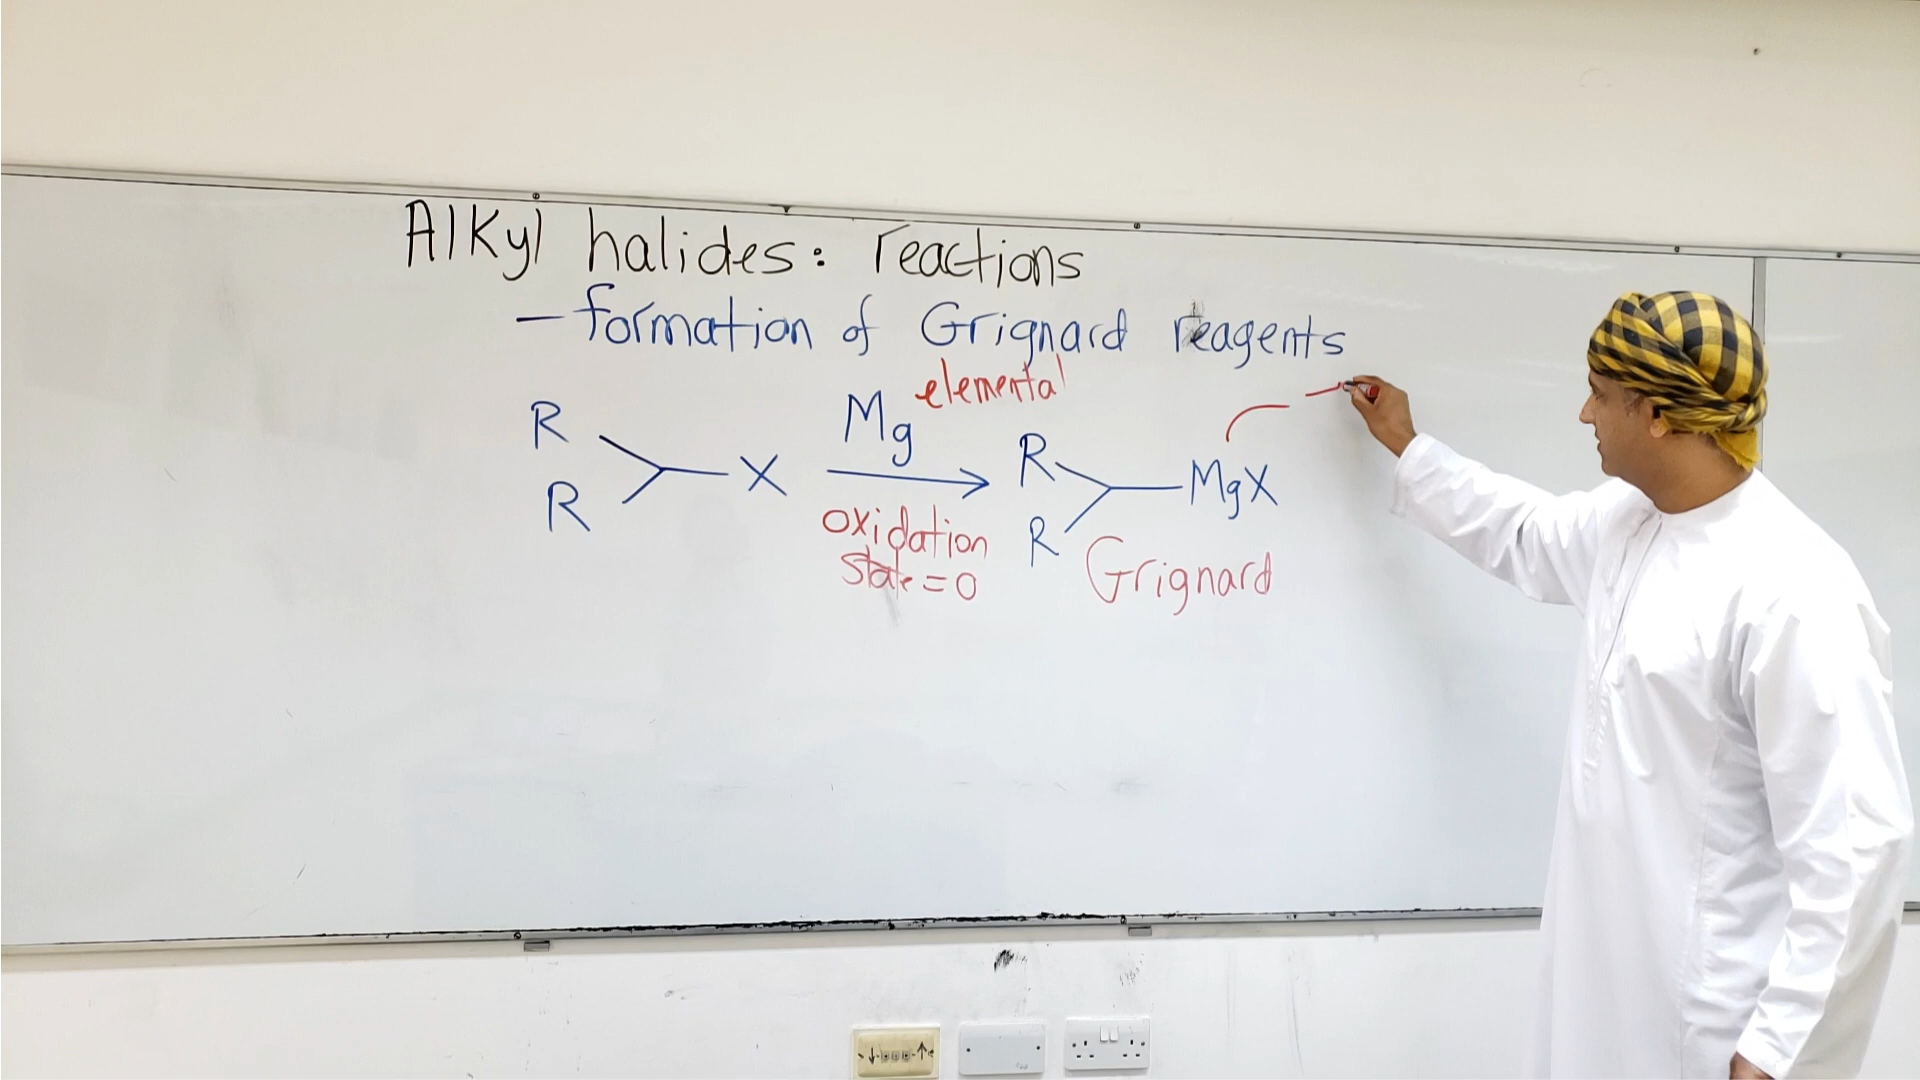 Alkyl halides: reactions
– formation of Grignard reagents
R
R
X
Mg
elemental
oxidation
state = 0
R
R
MgX
Grignard